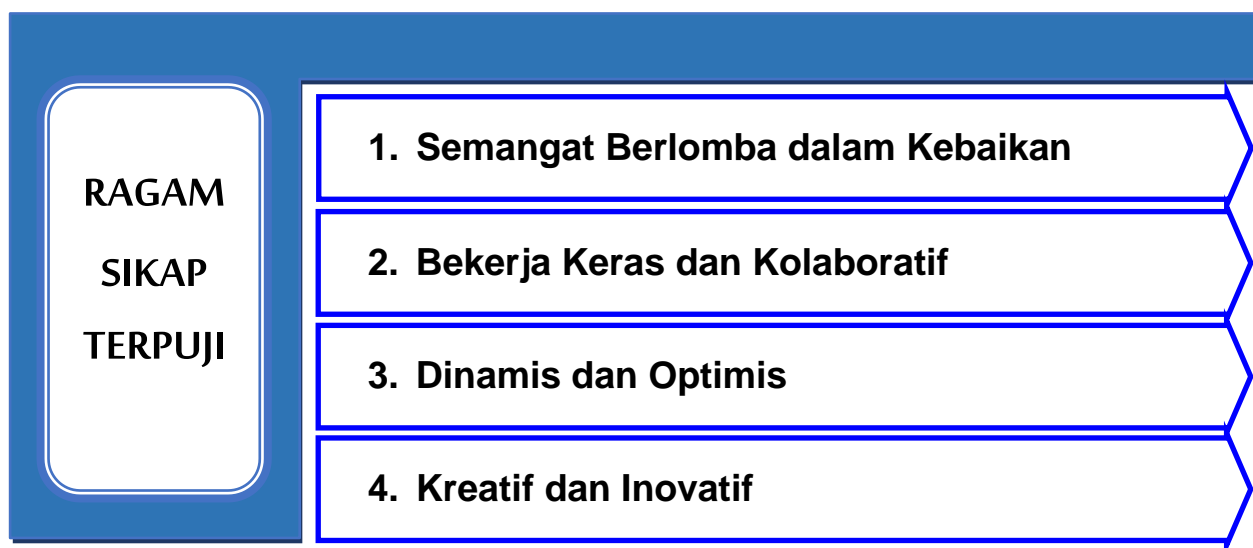 RAGAM
SIKAP
TERPUJI
1. Semangat Berlomba dalam Kebaikan
2. Bekerja Keras dan Kolaboratif
3. Dinamis dan Optimis
4. Kreatif dan Inovatif